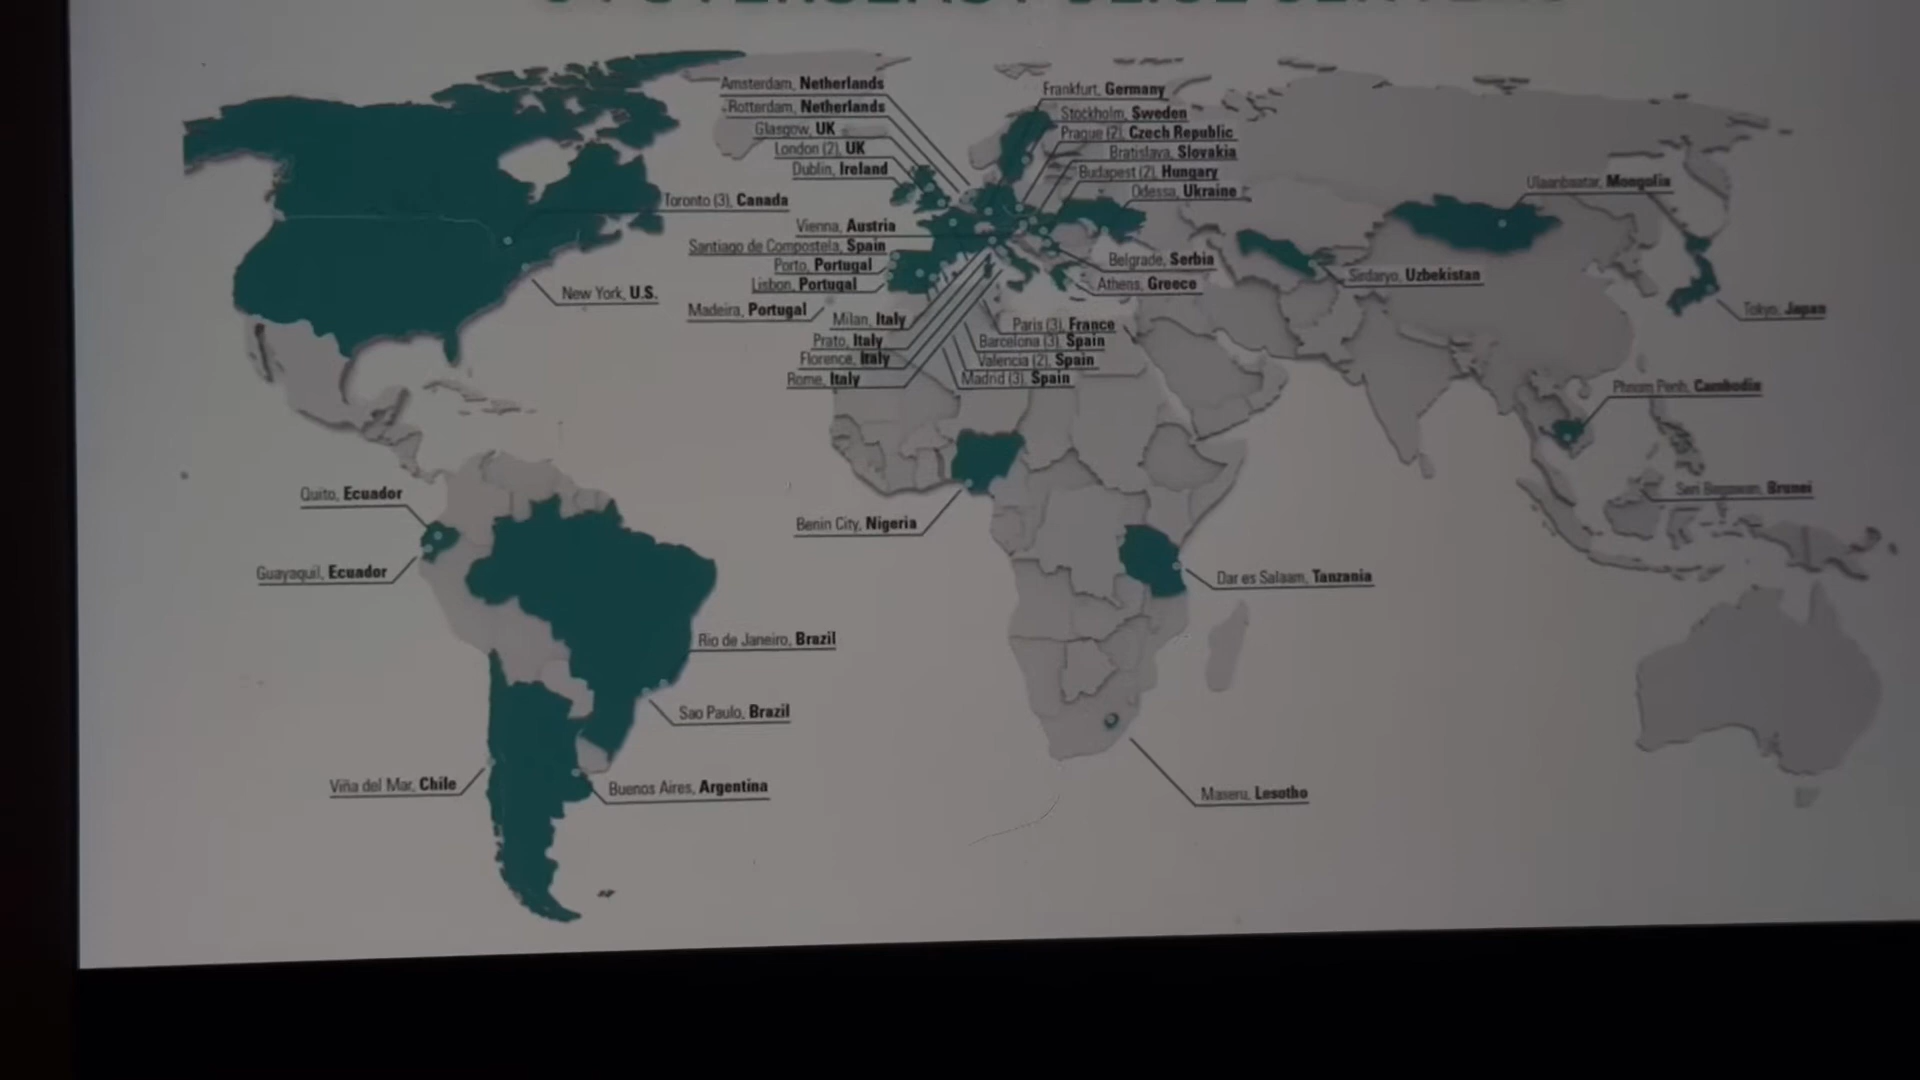 Amsterdam, Netherlands
Rotterdam, Netherlands
Glasgow, UK
London (2), UK
Dublin, Ireland
Frankfurt, Germany
Stockholm, Sweden
Prague (2), Czech Republic
Bratislava, Slovakia
Budapest (2), Hungary
Odessa, Ukraine
Ulaanbaatar, Mongolia
Toronto (3), Canada
Vienna, Austria
Santiago de Compostela, Spain
Porto, Portugal
Lisbon, Portugal
Madeira, Portugal
Belgrade, Serbia
Athens, Greece
Sirdaryo, Uzbekistan
New York, U.S.
Tokyo, Japan
Milan, Italy
Prato, Italy
Florence, Italy
Rome, Italy
Paris (3), France
Barcelona (3), Spain
Valencia (2), Spain
Madrid (3), Spain
Phnom Penh, Cambodia
Quito, Ecuador
Seri Begawan, Brunei
Benin City, Nigeria
Guayaquil, Ecuador
Dar es Salaam, Tanzania
Rio de Janeiro, Brazil
Sao Paulo, Brazil
Viña del Mar, Chile
Buenos Aires, Argentina
Maseru, Lesotho